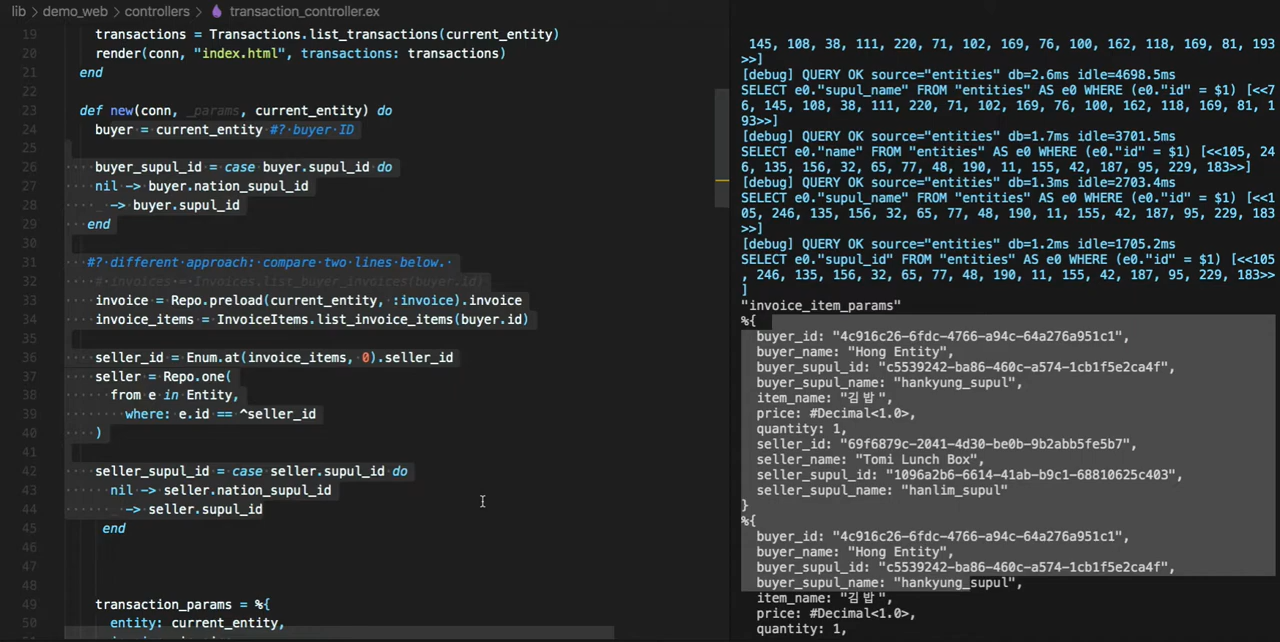 lib > demo_web > controllers > transaction_controller.ex
19 transactions = Transactions.list_transactions(current_entity)
20 render(conn, "index.html", transactions: transactions)
21 end
22
23 def new(conn, _params, current_entity) do
24 buyer = current_entity #? buyer ID
25
26 buyer_supul_id = case buyer.supul_id do
27 nil -> buyer.nation_supul_id
28 _ -> buyer.supul_id
29 end
30
31 #? different approach: compare two lines below.
32 # invoices = Invoices.list_buyer_invoices(buyer.id)
33 invoice = Repo.preload(current_entity, :invoice).invoice
34 invoice_items = InvoiceItems.list_invoice_items(buyer.id)
35
36 seller_id = Enum.at(invoice_items, 0).seller_id
37 seller = Repo.one(
38 from e in Entity,
39 where: e.id == ^seller_id
40 )
41
42 seller_supul_id = case seller.supul_id do
43 nil -> seller.nation_supul_id
44 _ -> seller.supul_id
45 end
46
47
48
49 transaction_params = %{
50 entity: current_entity,
145, 108, 38, 111, 220, 71, 102, 169, 76, 100, 162, 118, 169, 81, 193
>>]
[debug] QUERY OK source="entities" db=2.6ms idle=4698.5ms
SELECT e0."supul_name" FROM "entities" AS e0 WHERE (e0."id" = $1) [<<7
6, 145, 108, 38, 111, 220, 71, 102, 169, 76, 100, 162, 118, 169, 81, 1
93>>]
[debug] QUERY OK source="entities" db=1.7ms idle=3701.5ms
SELECT e0."name" FROM "entities" AS e0 WHERE (e0."id" = $1) [<<105, 24
6, 135, 156, 32, 65, 77, 48, 190, 11, 155, 42, 187, 95, 229, 183>>]
[debug] QUERY OK source="entities" db=1.3ms idle=2703.4ms
SELECT e0."supul_name" FROM "entities" AS e0 WHERE (e0."id" = $1) [<<1
05, 246, 135, 156, 32, 65, 77, 48, 190, 11, 155, 42, 187, 95, 229, 183
>>]
[debug] QUERY OK source="entities" db=1.2ms idle=1705.2ms
SELECT e0."supul_id" FROM "entities" AS e0 WHERE (e0."id" = $1) [<<105
, 246, 135, 156, 32, 65, 77, 48, 190, 11, 155, 42, 187, 95, 229, 183>>
]
"invoice_item_params"
%{
buyer_id: "4c916c26-6fdc-4766-a94c-64a276a951c1",
buyer_name: "Hong Entity",
buyer_supul_id: "c5539242-ba86-460c-a574-1cb1f5e2ca4f",
buyer_supul_name: "hankyung_supul",
item_name: "김밥",
price: #Decimal<1.0>,
quantity: 1,
seller_id: "69f6879c-2041-4d30-be0b-9b2abb5fe5b7",
seller_name: "Tomi Lunch Box",
seller_supul_id: "1096a2b6-6614-41ab-b9c1-68810625c403",
seller_supul_name: "hanlim_supul"
}
%{
buyer_id: "4c916c26-6fdc-4766-a94c-64a276a951c1",
buyer_name: "Hong Entity",
buyer_supul_id: "c5539242-ba86-460c-a574-1cb1f5e2ca4f",
buyer_supul_name: "hankyung_supul",
item_name: "김밥",
price: #Decimal<1.0>,
quantity: 1,